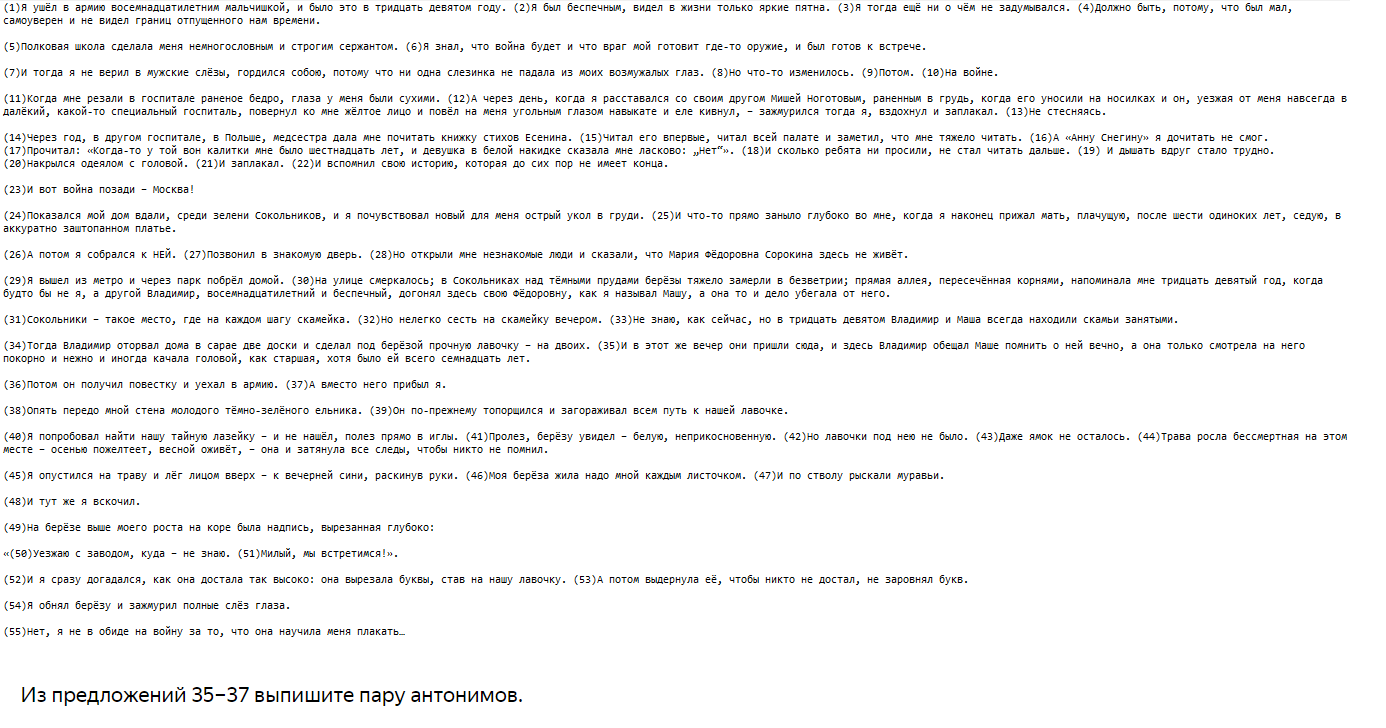 (1)Я ушёл в армию восемнадцатилетним мальчишкой, и было это в тридцать девятом году. (2)Я был беспечным, видел в жизни только яркие пятна. (3)Я тогда ещё ни о чём не задумывался. (4)Должно быть, потому, что был мал,
самоуверен и не видел границ отпущенного нам времени.
(5)Полковая школа сделала меня немногословным и строгим сержантом. (6)Я знал, что война будет и что враг мой готовит где-то оружие, и был готов к встрече.
(7)И тогда я не верил в мужские слёзы, гордился собою, потому что ни одна слезинка не падала из моих возмужалых глаз. (8)Но что-то изменилось. (9)Потом. (10)На войне.
(11)Когда мне резали в госпитале раненое бедро, глаза у меня были сухими. (12)А через день, когда я расставался со своим другом Мишей Ноготовым, раненным в грудь, когда его уносили на носилках и он, уезжая от меня навсегда в
далёкий, какой-то специальный госпиталь, повернул ко мне жёлтое лицо и повёл на меня угольным глазом навыкате и еле кивнул, – зажмурился тогда я, вздохнул и заплакал. (13)Не стесняясь.
(14)Через год, в другом госпитале, в Польше, медсестра дала мне почитать книжку стихов Есенина. (15)Читал его впервые, читал всей палате и заметил, что мне тяжело читать. (16)А «Анну Снегину» я дочитать не смог.
(17)Прочитал: «Когда-то у той вон калитки мне было шестнадцать лет, и девушка в белой накидке сказала мне ласково: „Нет“». (18)И сколько ребята ни просили, не стал читать дальше. (19) И дышать вдруг стало трудно.
(20)Накрылся одеялом с головой. (21)И заплакал. (22)И вспомнил свою историю, которая до сих пор не имеет конца.
(23)И вот война позади – Москва!
(24)Показался мой дом вдали, среди зелени Сокольников, и я почувствовал новый для меня острый укол в груди. (25)И что-то прямо заныло глубоко во мне, когда я наконец прижал мать, плачущую, после шести одиноких лет, седую, в
аккуратно заштопанном платье.
(26)А потом я собрался к НЕЙ. (27)Позвонил в знакомую дверь. (28)Но открыли мне незнакомые люди и сказали, что Мария Фёдоровна Сорокина здесь не живёт.
(29)Я вышел из метро и через парк побрёл домой. (30)На улице смеркалось; в Сокольниках над тёмными прудами берёзы тяжело замерли в безветрии; прямая аллея, пересечённая корнями, напоминала мне тридцать девятый год, когда
будто бы не я, а другой Владимир, восемнадцатилетний и беспечный, догонял здесь свою Фёдоровну, как я называл Машу, а она то и дело убегала от него.
(31)Сокольники – такое место, где на каждом шагу скамейка. (32)Но нелегко сесть на скамейку вечером. (33)Не знаю, как сейчас, но в тридцать девятом Владимир и Маша всегда находили скамьи занятыми.
(34)Тогда Владимир оторвал дома в сарае две доски и сделал под берёзой прочную лавочку – на двоих. (35)И в этот же вечер они пришли сюда, и здесь Владимир обещал Маше помнить о ней вечно, а она только смотрела на него
покорно и нежно и иногда качала головой, как старшая, хотя было ей всего семнадцать лет.
(36)Потом он получил повестку и уехал в армию. (37)А вместо него прибыл я.
(38)Опять передо мной стена молодого тёмно-зелёного ельника. (39)Он по-прежнему топорщился и загораживал всем путь к нашей лавочке.
(40)Я попробовал найти нашу тайную лазейку – и не нашёл, полез прямо в иглы. (41)Пролез, берёзу увидел – белую, неприкосновенную. (42)Но лавочки под нею не было. (43)Даже ямок не осталось. (44)Трава росла бессмертная на этом
месте – осенью пожелтеет, весной оживёт, – она и затянула все следы, чтобы никто не помнил.
(45)Я опустился на траву и лёг лицом вверх – к вечерней сини, раскинув руки. (46)Моя берёза жила надо мной каждым листочком. (47)И по стволу рыскали муравьи.
(48)И тут же я вскочил.
(49)На берёзе выше моего роста на коре была надпись, вырезанная глубоко:
«(50)Уезжаю с заводом, куда – не знаю. (51)Милый, мы встретимся!».
(52)И я сразу догадался, как она достала так высоко: она вырезала буквы, став на нашу лавочку. (53)А потом выдернула её, чтобы никто не достал, не заровнял букв.
(54)Я обнял берёзу и зажмурил полные слёз глаза.
(55)Нет, я не в обиде на войну за то, что она научила меня плакать…
Из предложений 35–37 выпишите пару антонимов.